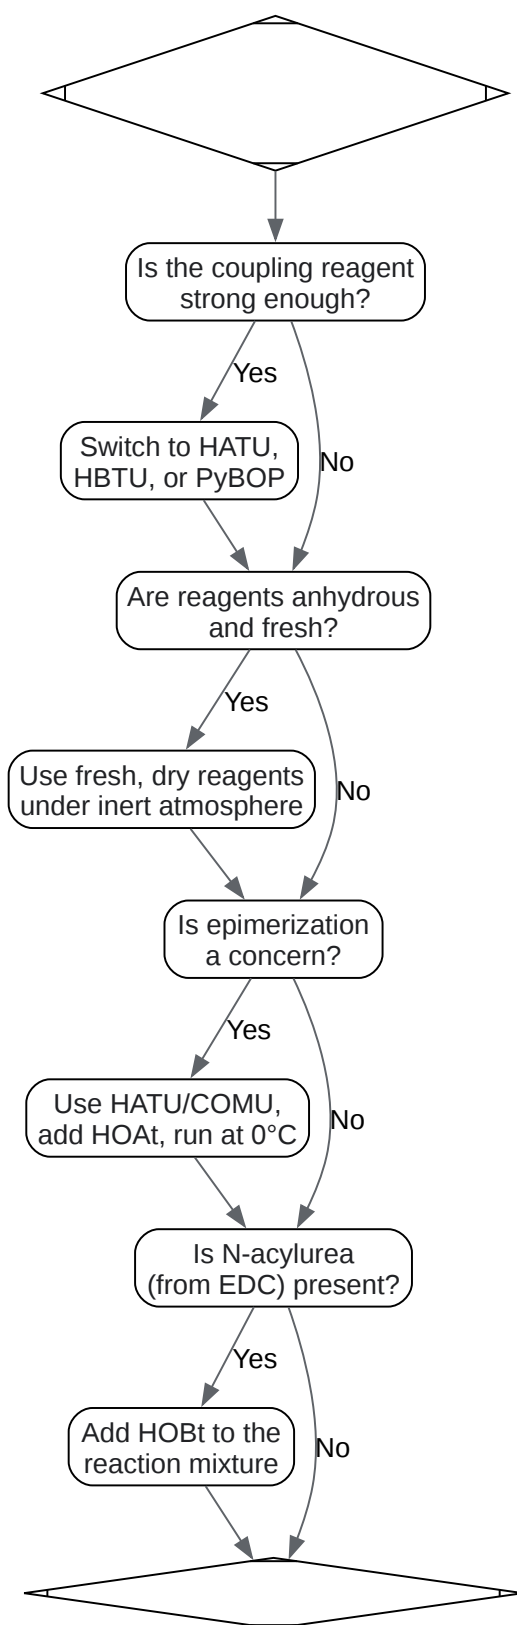 Is the coupling reagent
strong enough?
Yes
Switch to HATU,
HBTU, or PyBOP
No
Are reagents anhydrous
and fresh?
Yes
Use fresh, dry reagents
under inert atmosphere
No
Is epimerization
a concern?
Yes
Use HATU/COMU,
add HOAt, run at 0°C
No
Is N-acylurea
(from EDC) present?
Yes
Add HOBt to the
reaction mixture
No